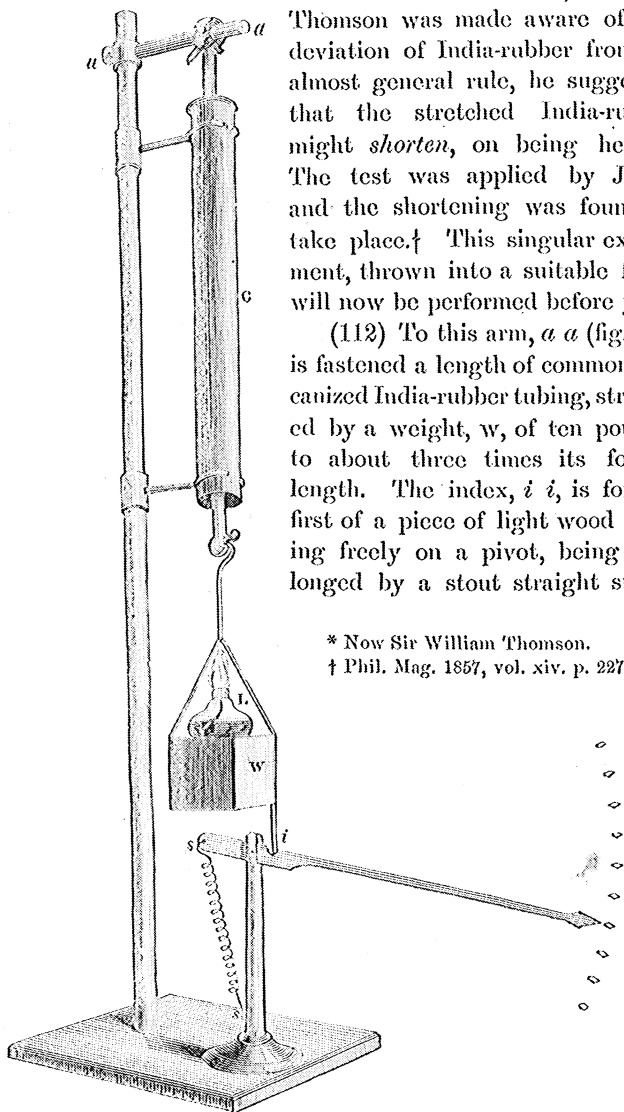 Thomson was made aware of
deviation of India-rubber from
almost general rule, he sugge
that the stretched India-ru
might shorten, on being he
The test was applied by J
and the shortening was foun
take place.† This singular ex
ment, thrown into a suitable f
will now be performed before
(112) To this arm, a a (fig.
is fastened a length of common
canized India-rubber tubing, str
ed by a weight, w, of ten pou
to about three times its fo
length. The index, i i, is fo
first of a piece of light wood
ing freely on a pivot, being
longed by a stout straight s
* Now Sir William Thomson.
† Phil. Mag. 1857, vol. xiv. p. 227
a
a
C
L
W
s
i
s